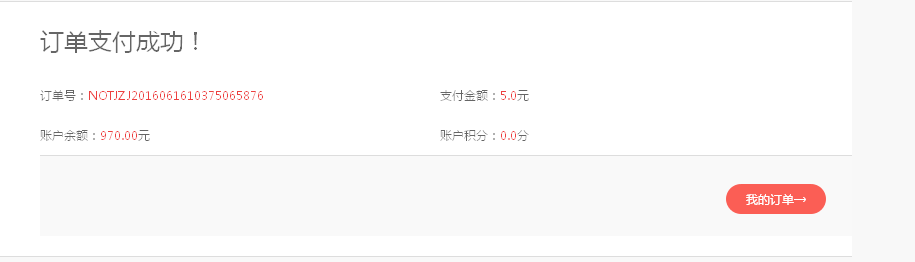 订单支付成功！
订单号：NOTJZJ2016061610375065876
支付金额：5.0元
账户余额：970.00元
账户积分：0.0分
我的订单→